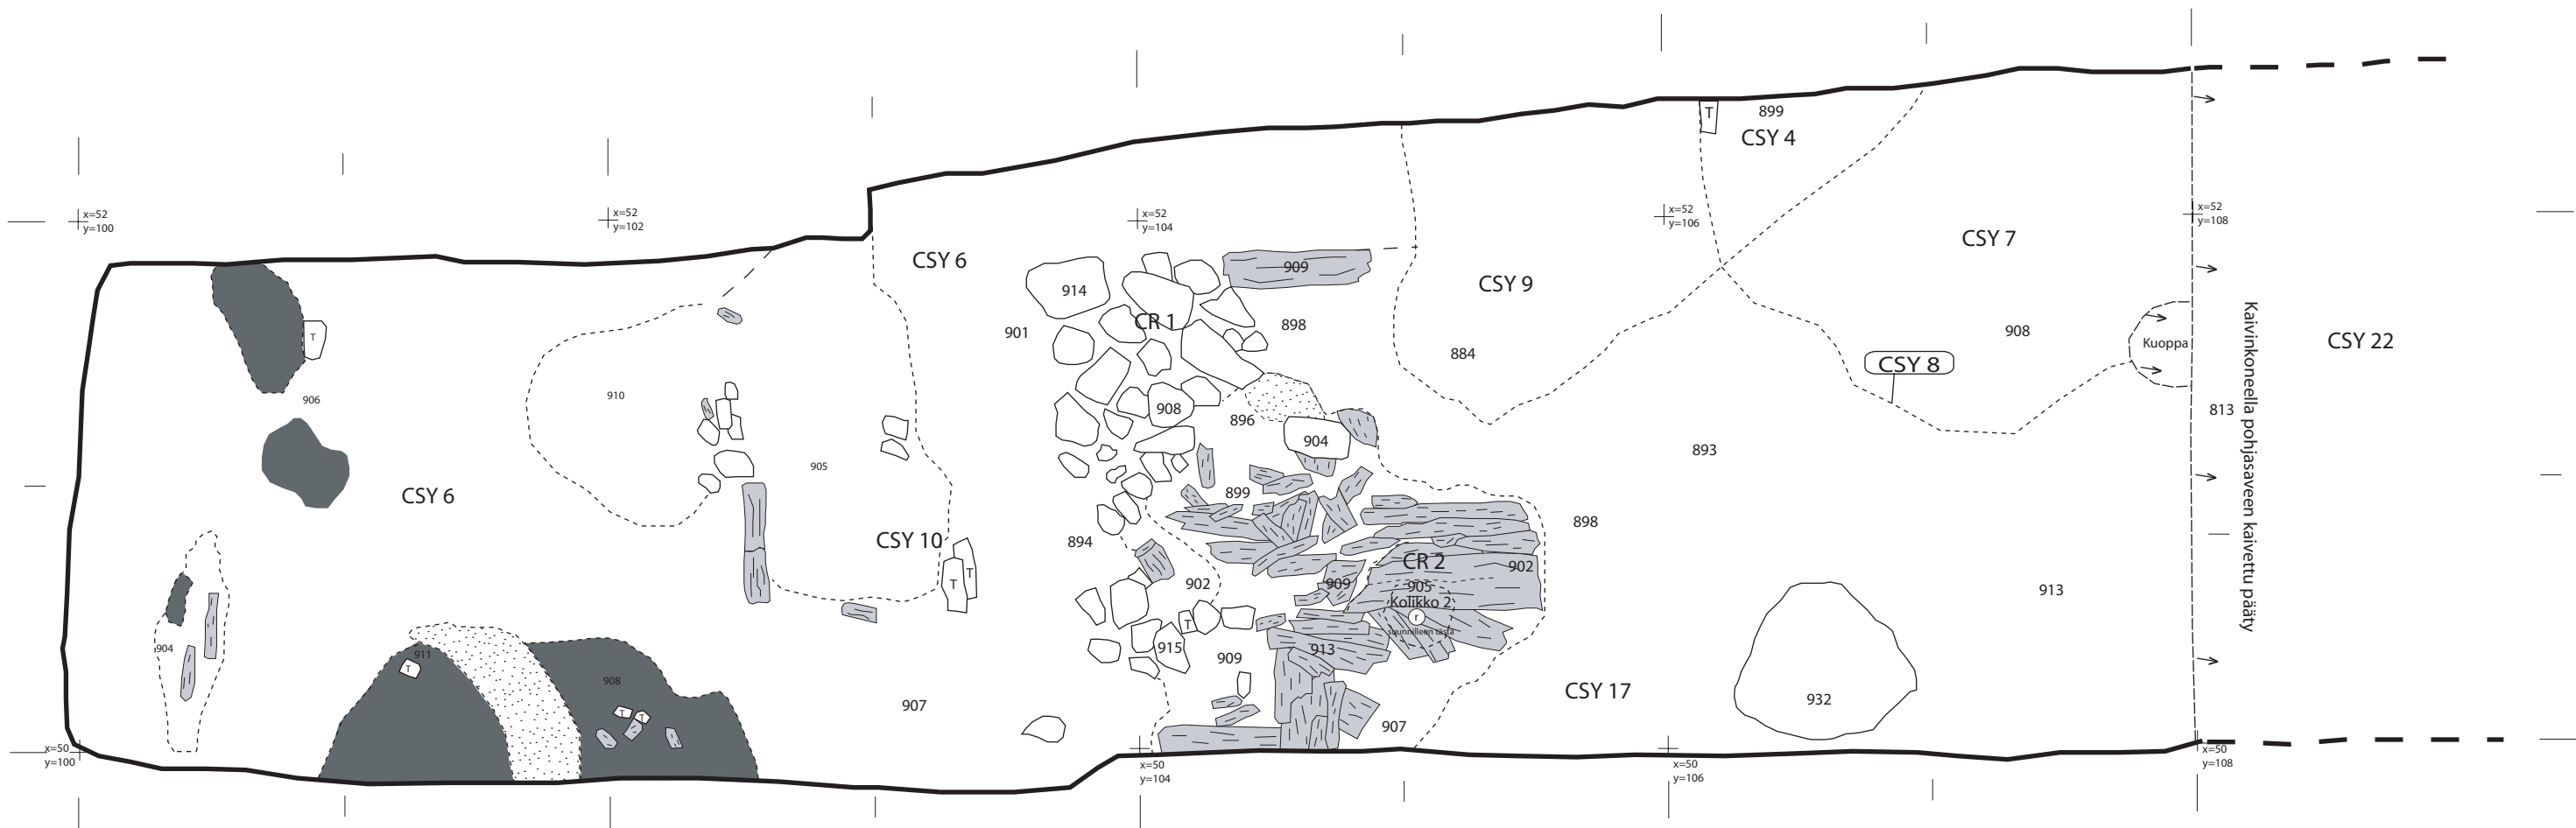 899
T
CSY 4
x=52
y=100
x=52
y=102
x=52
y=104
x=52
y=106
x=52
y=108
CSY 7
CSY 6
909
CSY 9
914
CR 1
901
898
T
884
908
Kuoppa
CSY 22
CSY 8
Kaivinkoneella pohjasaveen kaivettu pääty
906
910
908
813
896
904
893
905
CSY 6
899
898
CSY 10
894
T
T
902
CR 2
902
909
905
Kolikko 2
r
suunnilleen tästä
913
904
911
T
T
915
909
913
908
T
T
907
907
CSY 17
932
x=50
y=100
x=50
y=104
x=50
y=106
x=50
y=108